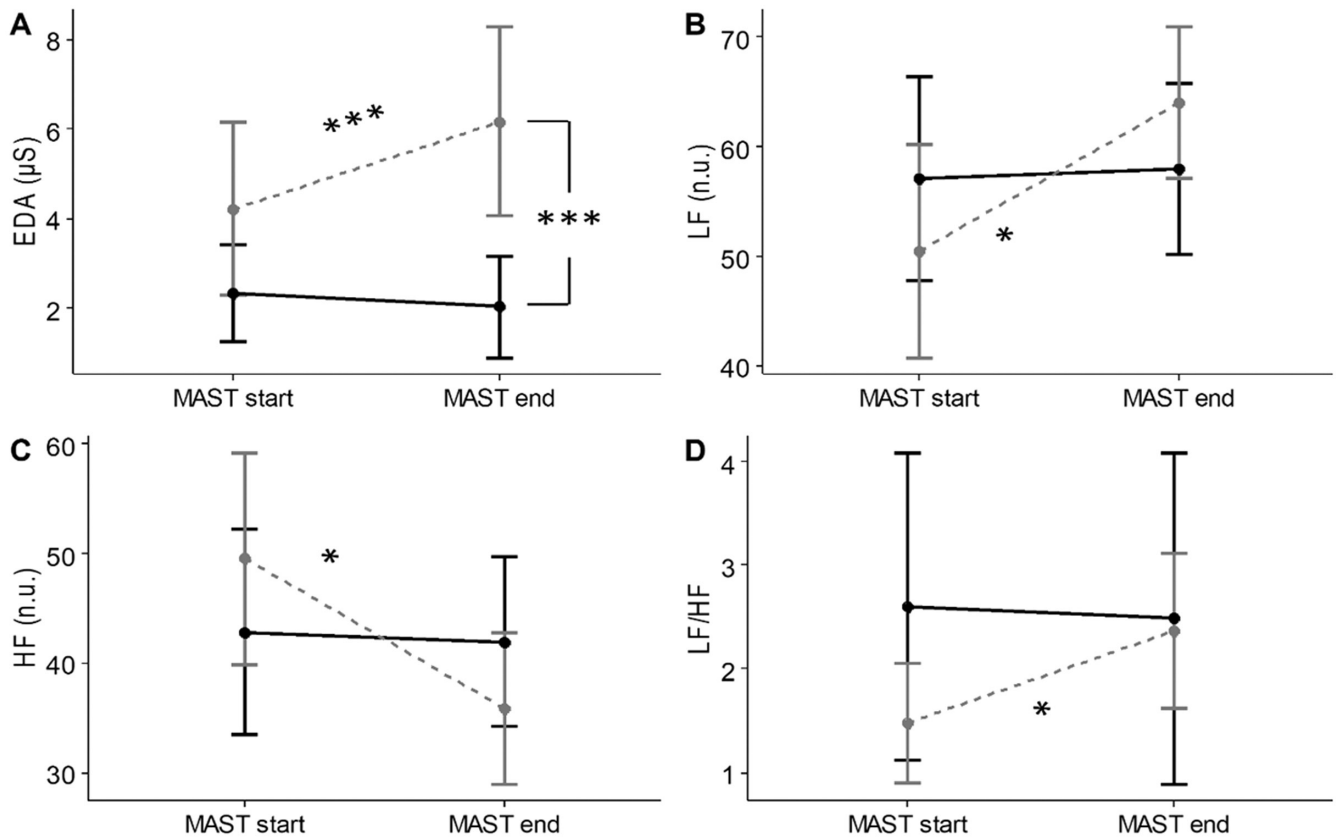 A
EDA (µS)
8
6
4
2
***
***
MAST start
MAST end
B
LF (n.u.)
70
60
50
40
*
MAST start
MAST end
C
HF (n.u.)
60
50
40
30
*
MAST start
MAST end
D
LF/HF
4
3
2
1
*
MAST start
MAST end